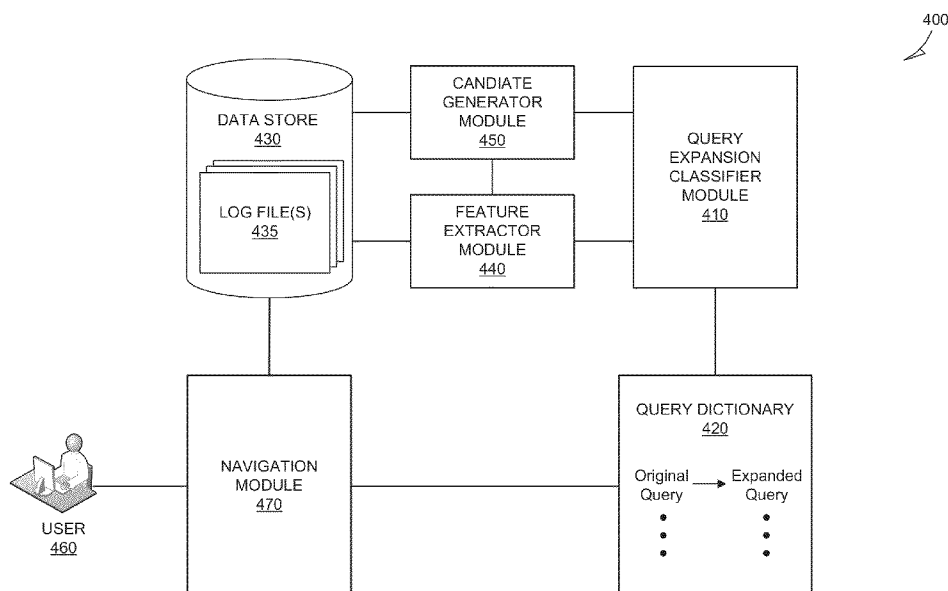 400
DATA STORE
430
LOG FILE(S)
435
CANDIATE
GENERATOR
MODULE
450
FEATURE
EXTRACTOR
MODULE
440
QUERY
EXPANSION
CLASSIFIER
MODULE
410
USER
460
NAVIGATION
MODULE
470
QUERY DICTIONARY
420
Original
Query
Expanded
Query